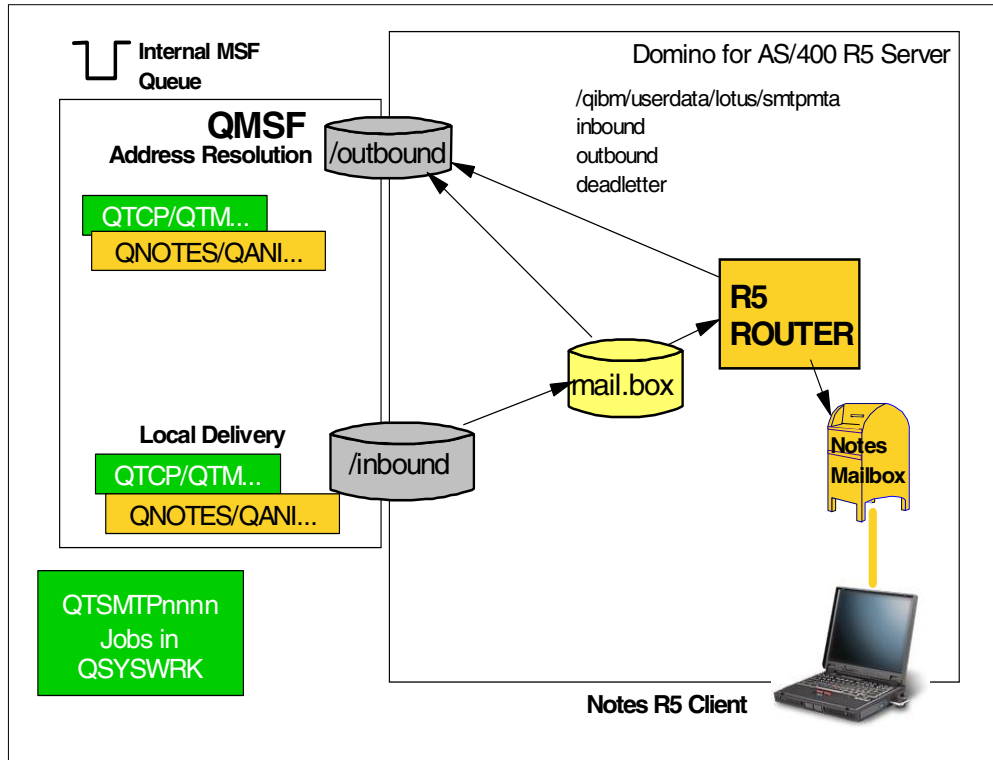 Internal MSF
Queue
Domino for AS/400 R5 Server
/qibm/userdata/lotus/smtpmta
inbound
outbound
deadletter
QMSF
Address Resolution
/outbound
QTCP/QTM...
QNOTES/QANI...
R5
ROUTER
mail.box
Local Delivery
QTCP/QTM...
QNOTES/QANI...
/inbound
Notes
Mailbox
QTSMTPnnnn
Jobs in
QSYSWRK
Notes R5 Client